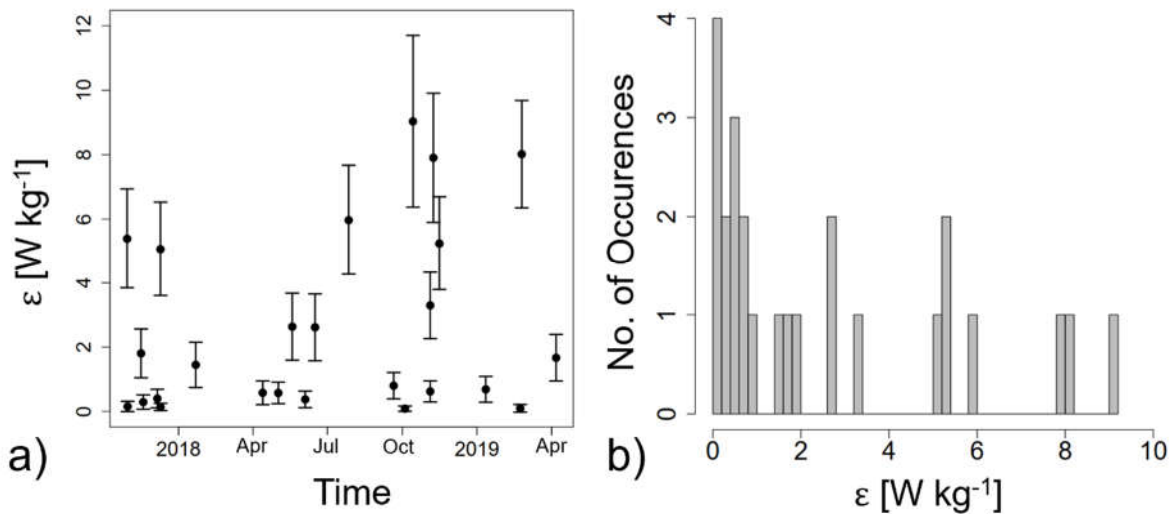 12
10
8
6
4
2
0
ε [W kg-1]
2018
Apr
Jul
Oct
2019
Apr
Time
a)
4
3
2
1
0
No. of Occurences
0
2
4
6
8
10
ε [W kg-1]
b)